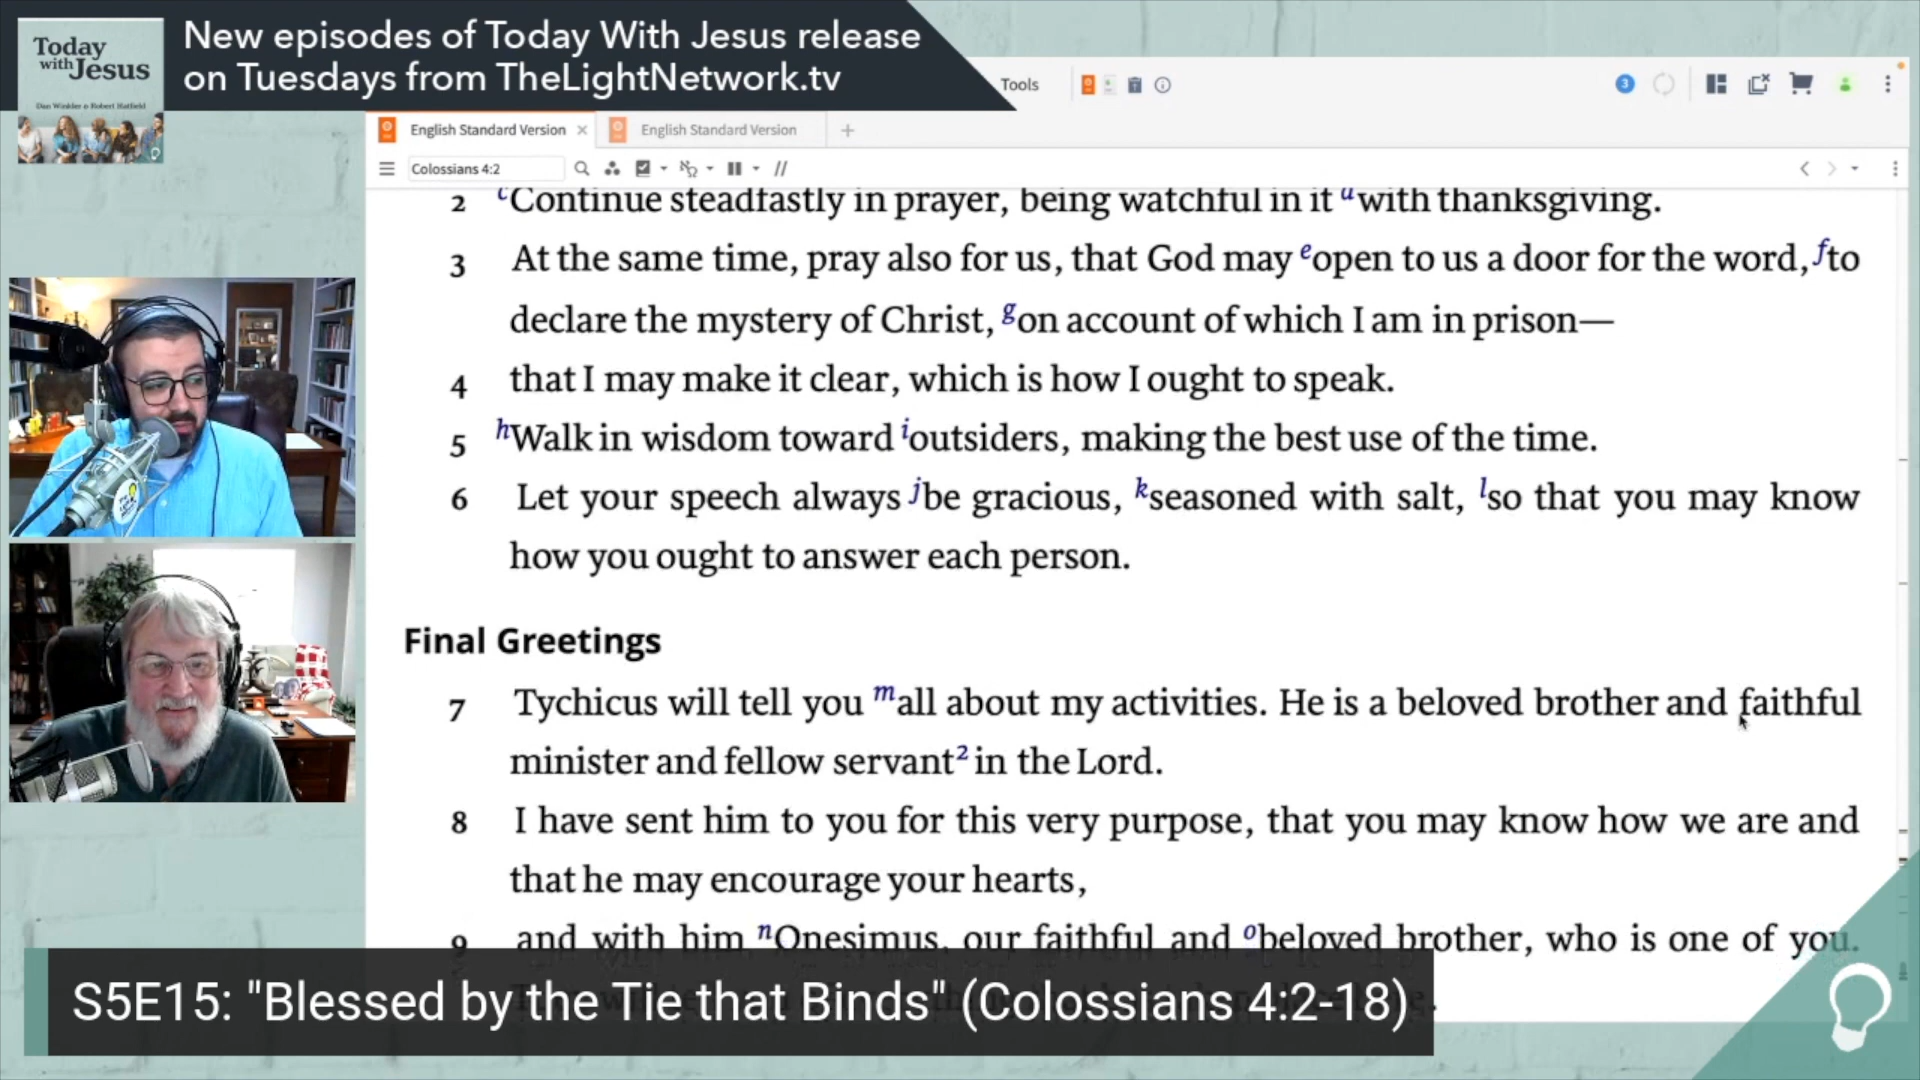 New episodes of Today With Jesus release
on Tuesdays from TheLightNetwork.tv
Today
with Jesus
Dan Winkler & Robert Hatfield
Tools
3
English Standard Version
English Standard Version
Colossians 4:2
2 cContinue steadfastly in prayer, being watchful in it dwith thanksgiving.
3 At the same time, pray also for us, that God may eopen to us a door for the word, fto
declare the mystery of Christ, gon account of which I am in prison—
4 that I may make it clear, which is how I ought to speak.
5 hWalk in wisdom toward ioutsiders, making the best use of the time.
6 Let your speech always jbe gracious, kseasoned with salt, lso that you may know
how you ought to answer each person.
Final Greetings
7 Tychicus will tell you mall about my activities. He is a beloved brother and faithful
minister and fellow servant2 in the Lord.
8 I have sent him to you for this very purpose, that you may know how we are and
that he may encourage your hearts,
9 and with him nOnesimus, our faithful and obeloved brother, who is one of you.
S5E15: "Blessed by the Tie that Binds" (Colossians 4:2-18)